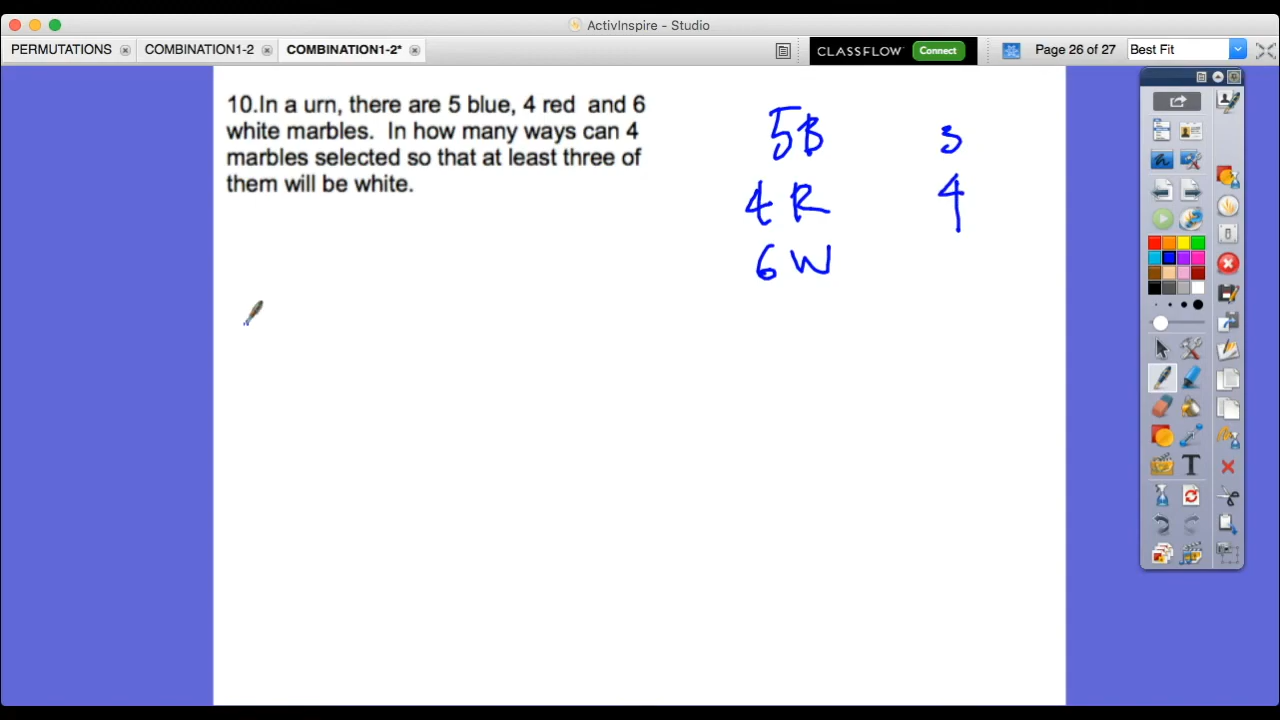 ActivInspire - Studio
PERMUTATIONS
COMBINATION1-2
COMBINATION1-2*
CLASSFLOW
Connect
Page 26 of 27
Best Fit
10.In a urn, there are 5 blue, 4 red and 6
white marbles. In how many ways can 4
marbles selected so that at least three of
them will be white.
5B
4 R
6 W
3
4
T